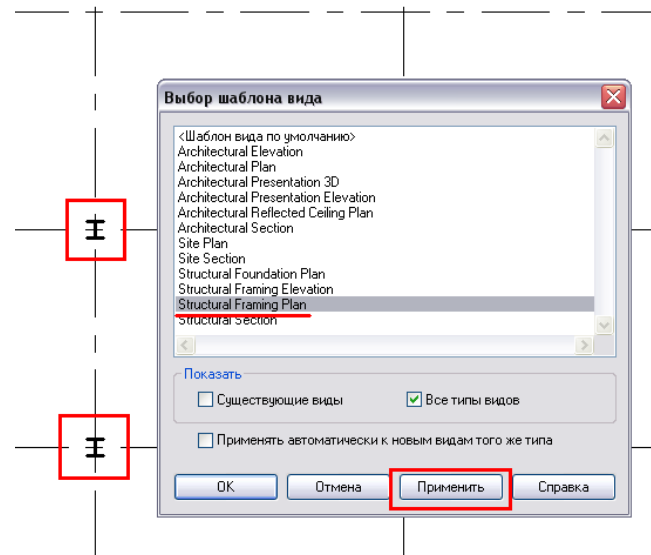 Выбор шаблона вида
<Шаблон вида по умолчанию>
Architectural Elevation
Architectural Plan
Architectural Presentation 3D
Architectural Presentation Elevation
Architectural Reflected Ceiling Plan
Architectural Section
Site Plan
Site Section
Structural Foundation Plan
Structural Framing Elevation
Structural Framing Plan
Structural Section
Показать
Существующие виды
Все типы видов
Применять автоматически к новым видам того же типа
OK
Отмена
Применить
Справка